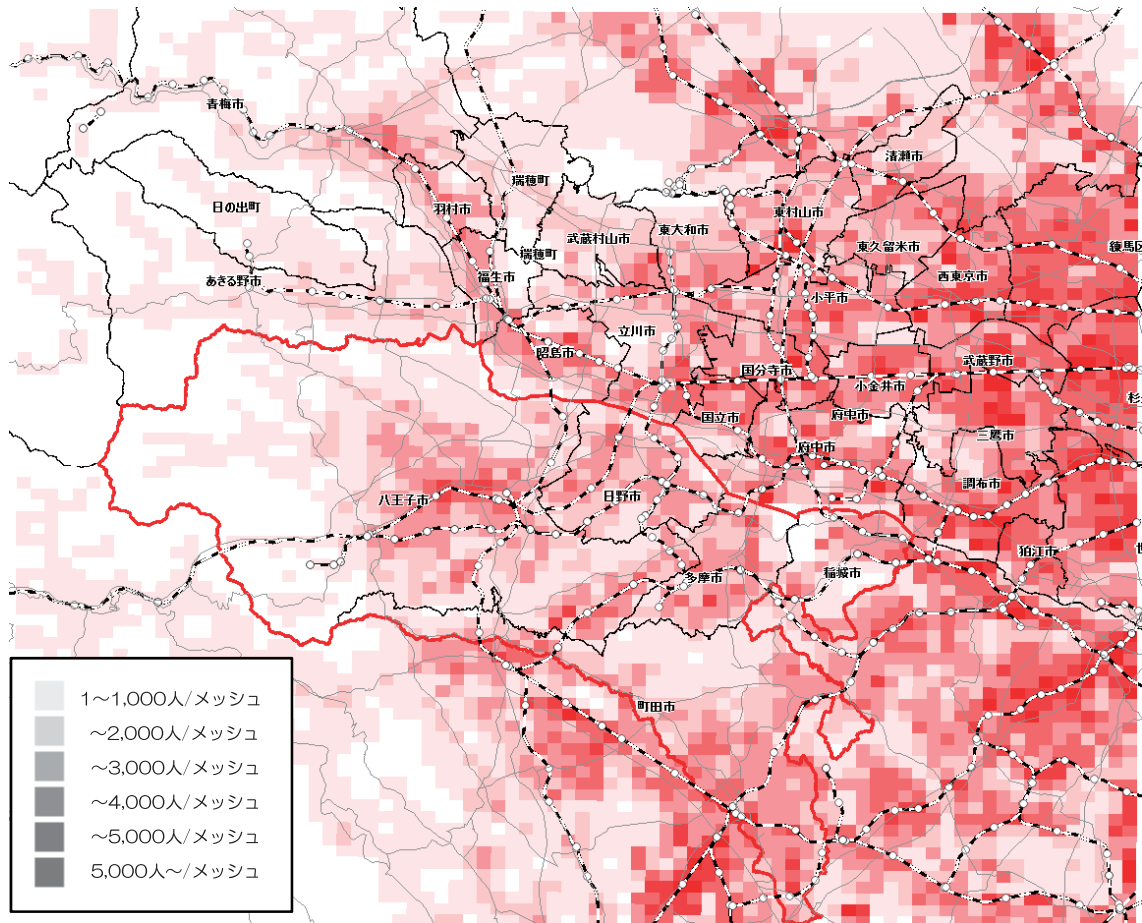 青梅市
清瀬市
瑞穂町
日の出町
羽村市
東村山市
武蔵村山市
東大和市
東久留米市
練馬区
瑞穂町
福生市
西東京市
あきる野市
小平市
立川市
昭島市
武蔵野市
国分寺市
小金井市
杉
国立市
府中市
三鷹市
府中市
調布市
八王子市
日野市
狛江市
世
多摩市
稲城市
町田市
1〜1,000人/メッシュ
〜2,000人/メッシュ
〜3,000人/メッシュ
〜4,000人/メッシュ
〜5,000人/メッシュ
5,000人〜/メッシュ